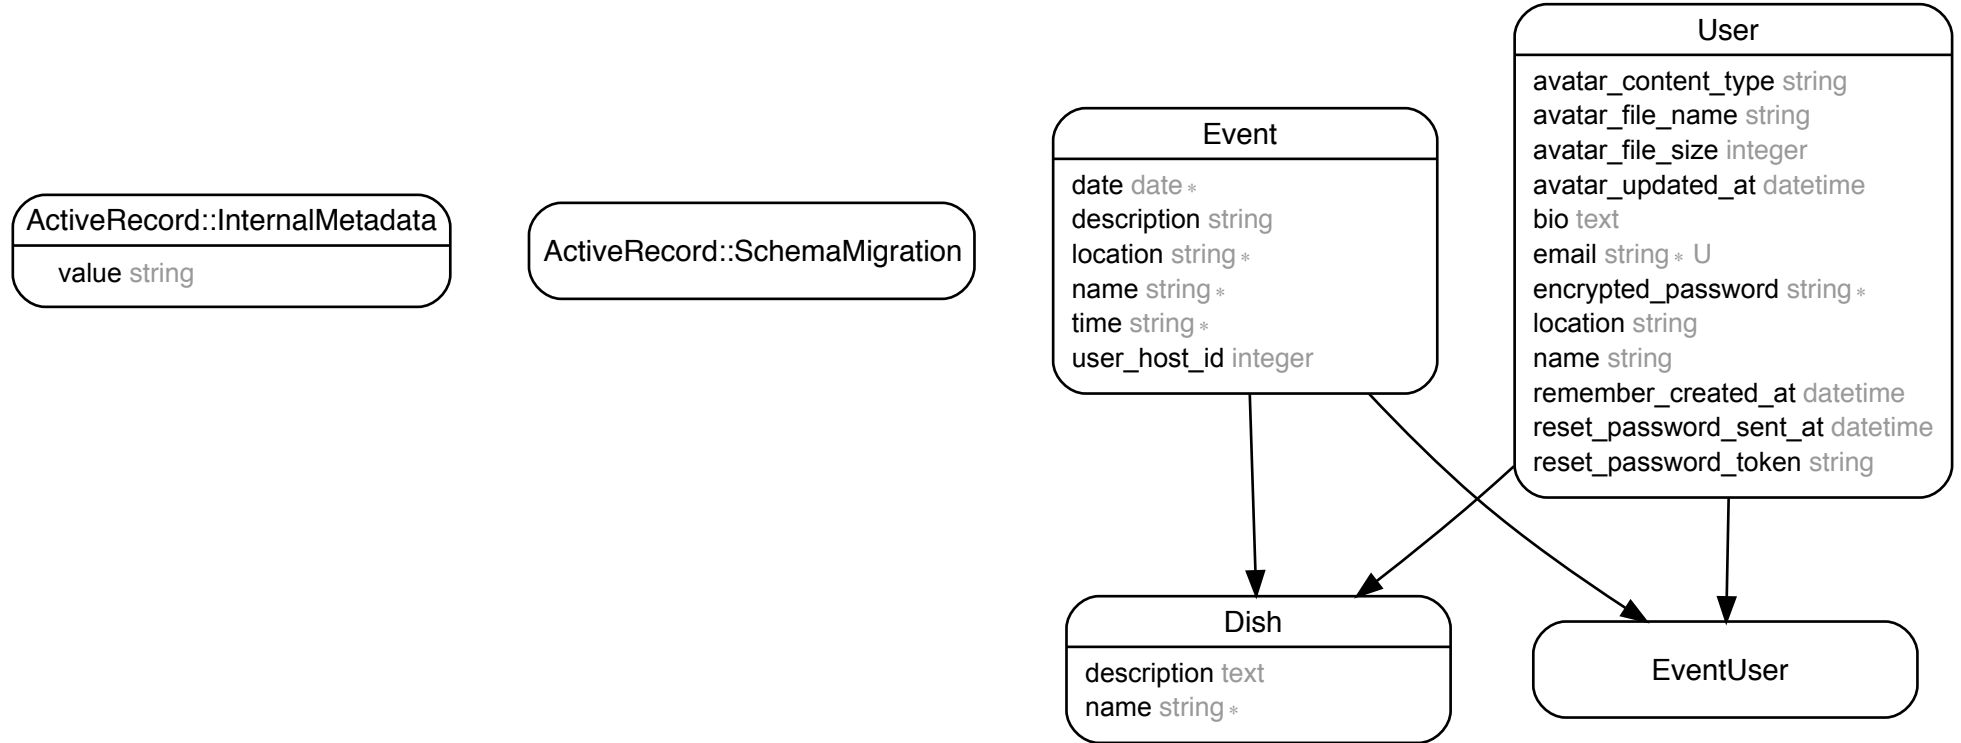 ActiveRecord::InternalMetadata
value string
ActiveRecord::SchemaMigration
Event
date date *
description string
location string *
name string *
time string *
user_host_id integer
User
avatar_content_type string
avatar_file_name string
avatar_file_size integer
avatar_updated_at datetime
bio text
email string * U
encrypted_password string *
location string
name string
remember_created_at datetime
reset_password_sent_at datetime
reset_password_token string
Dish
description text
name string *
EventUser